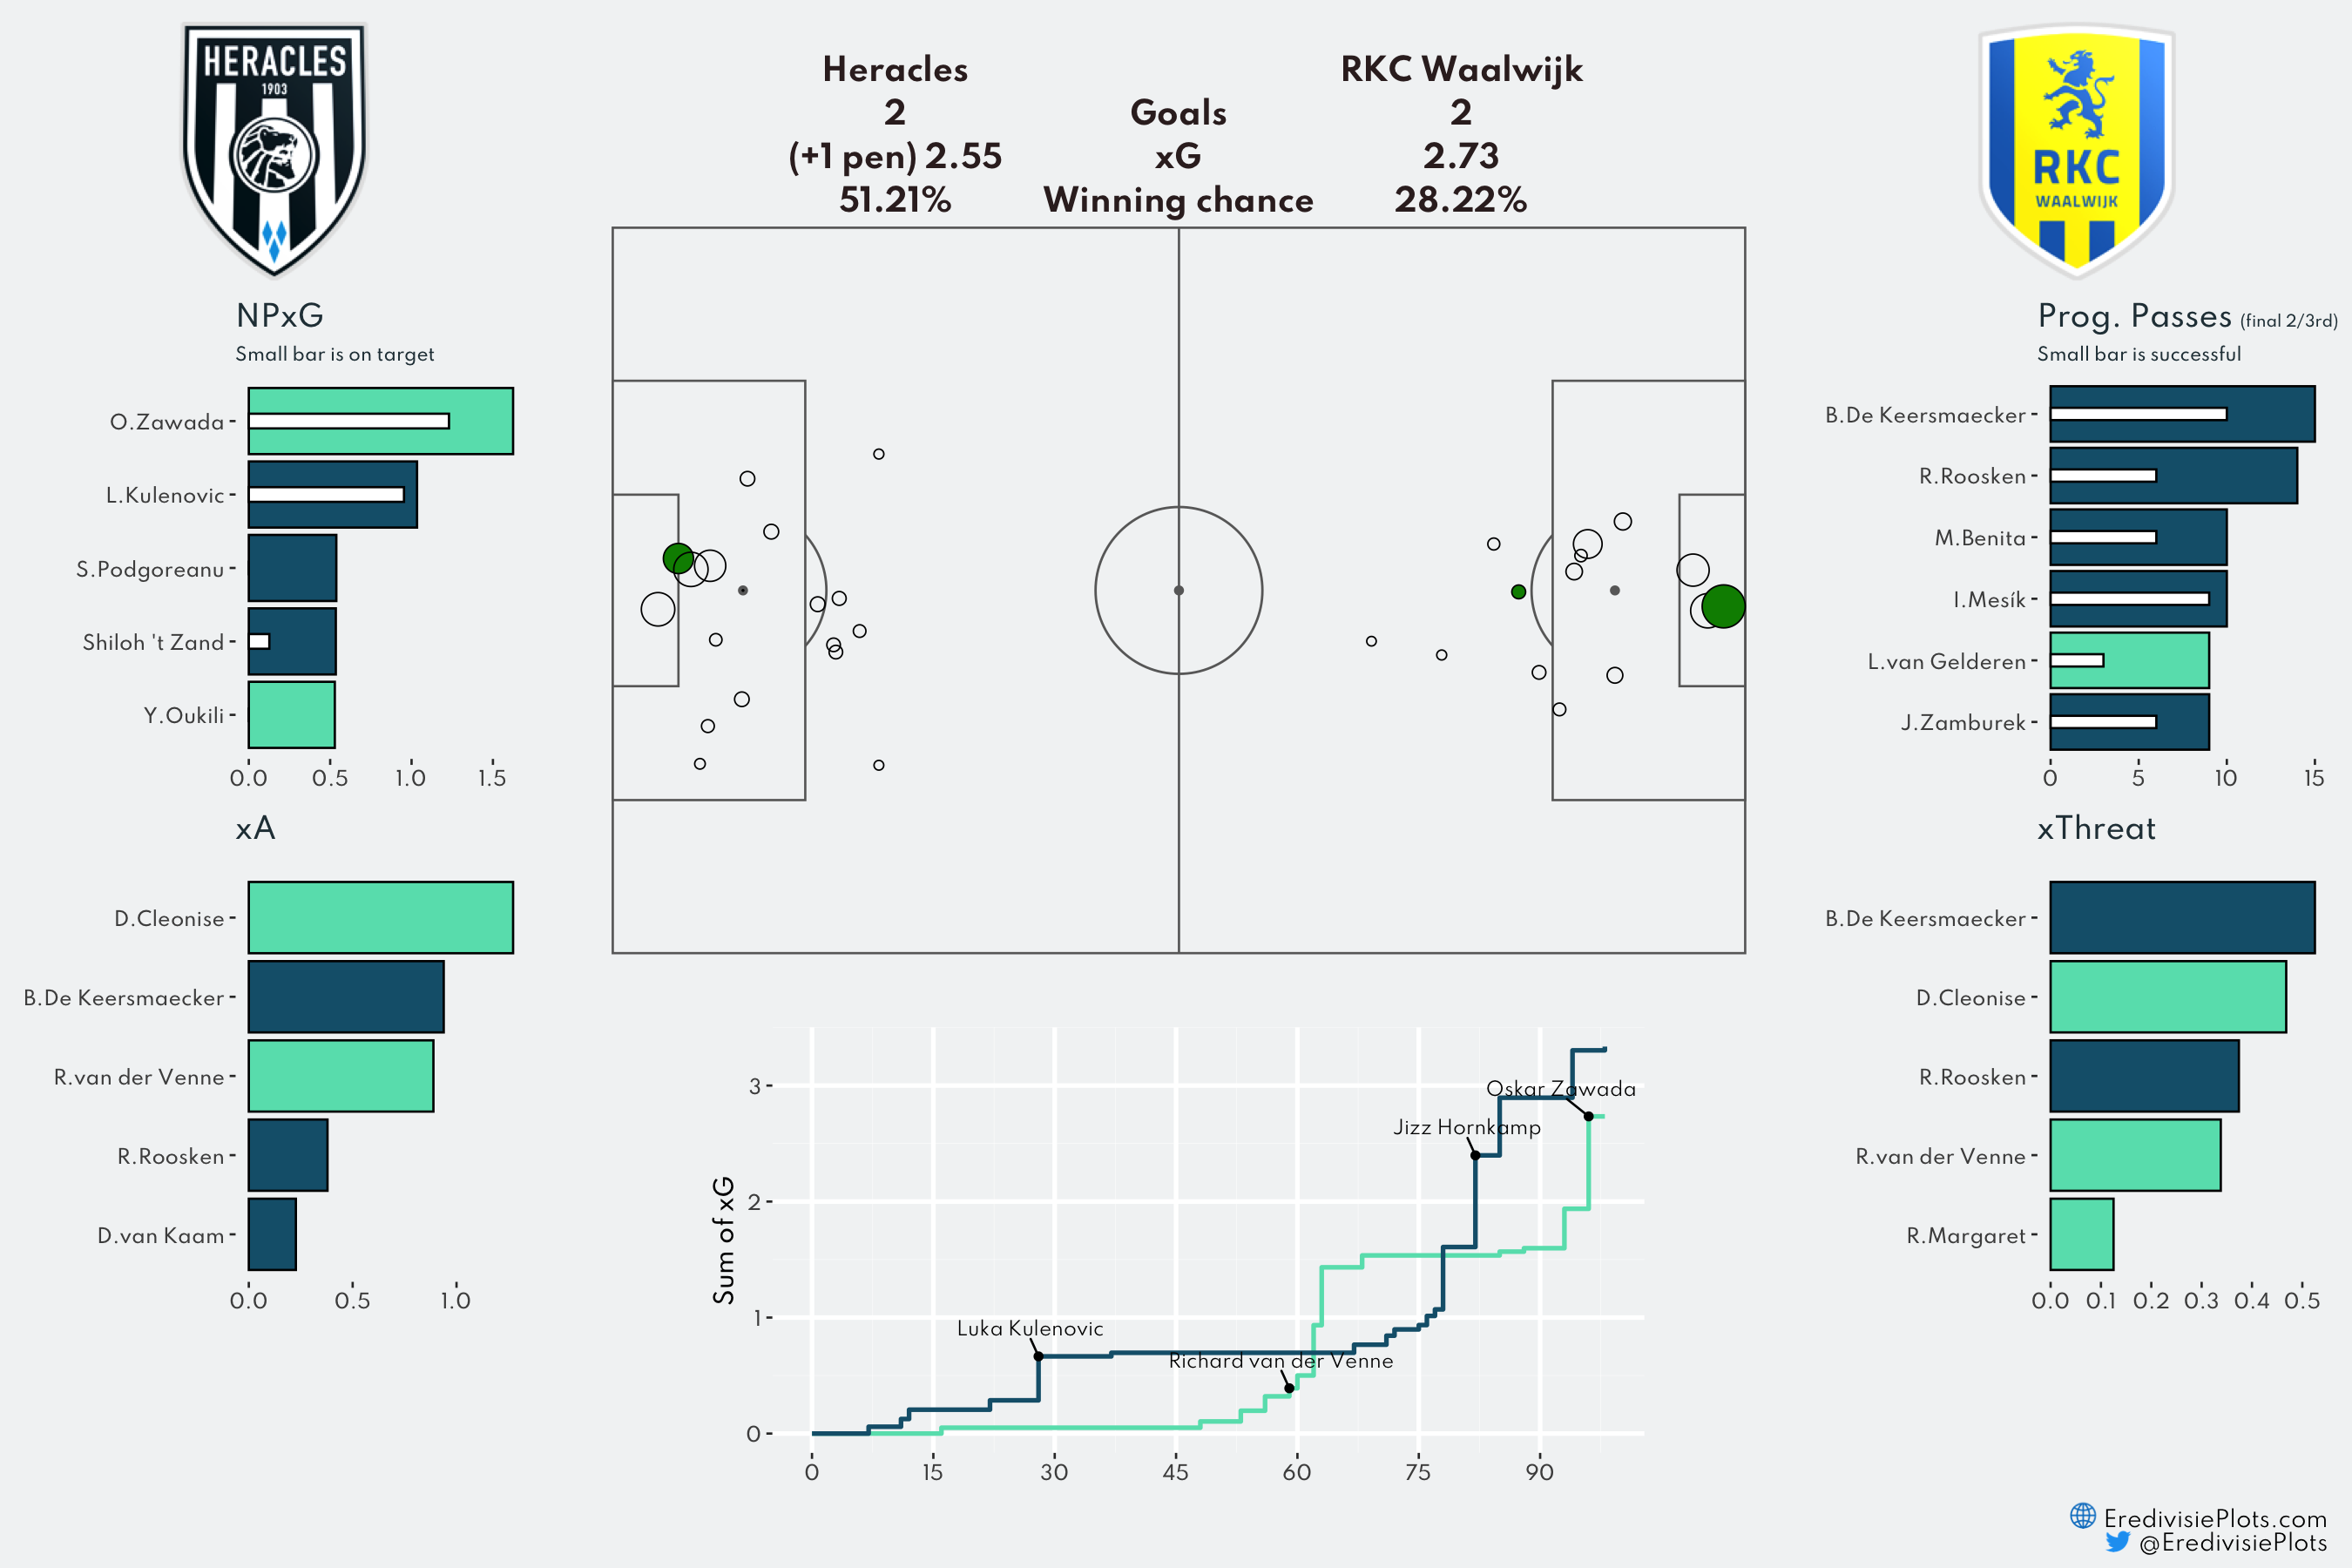 HERACLES
1903
Heracles
RKC Waalwijk
2
Goals
2
(+1 pen) 2.55
xG
2.73
51.21%
Winning chance
28.22%
RKC
WAALWIJK
NPxG
Small bar is on target
O.Zawada
L.Kulenovic
S.Podgoreanu
Shiloh 't Zand
Y.Oukili
0.0 0.5 1.0 1.5
Prog. Passes (final 2/3rd)
Small bar is successful
B.De Keersmaecker
R.Roosken
M.Benita
I.Mesík
L.van Gelderen
J.Zamburek
0 5 10 15
xA
D.Cleonise
B.De Keersmaecker
R.van der Venne
R.Roosken
D.van Kaam
0.0 0.5 1.0
Sum of xG
3
2
1
0
Oskar Zawada
Jizz Hornkamp
Luka Kulenovic
Richard van der Venne
0 15 30 45 60 75 90
xThreat
B.De Keersmaecker
D.Cleonise
R.Roosken
R.van der Venne
R.Margaret
0.0 0.1 0.2 0.3 0.4 0.5
EredivisiePlots.com
@EredivisiePlots